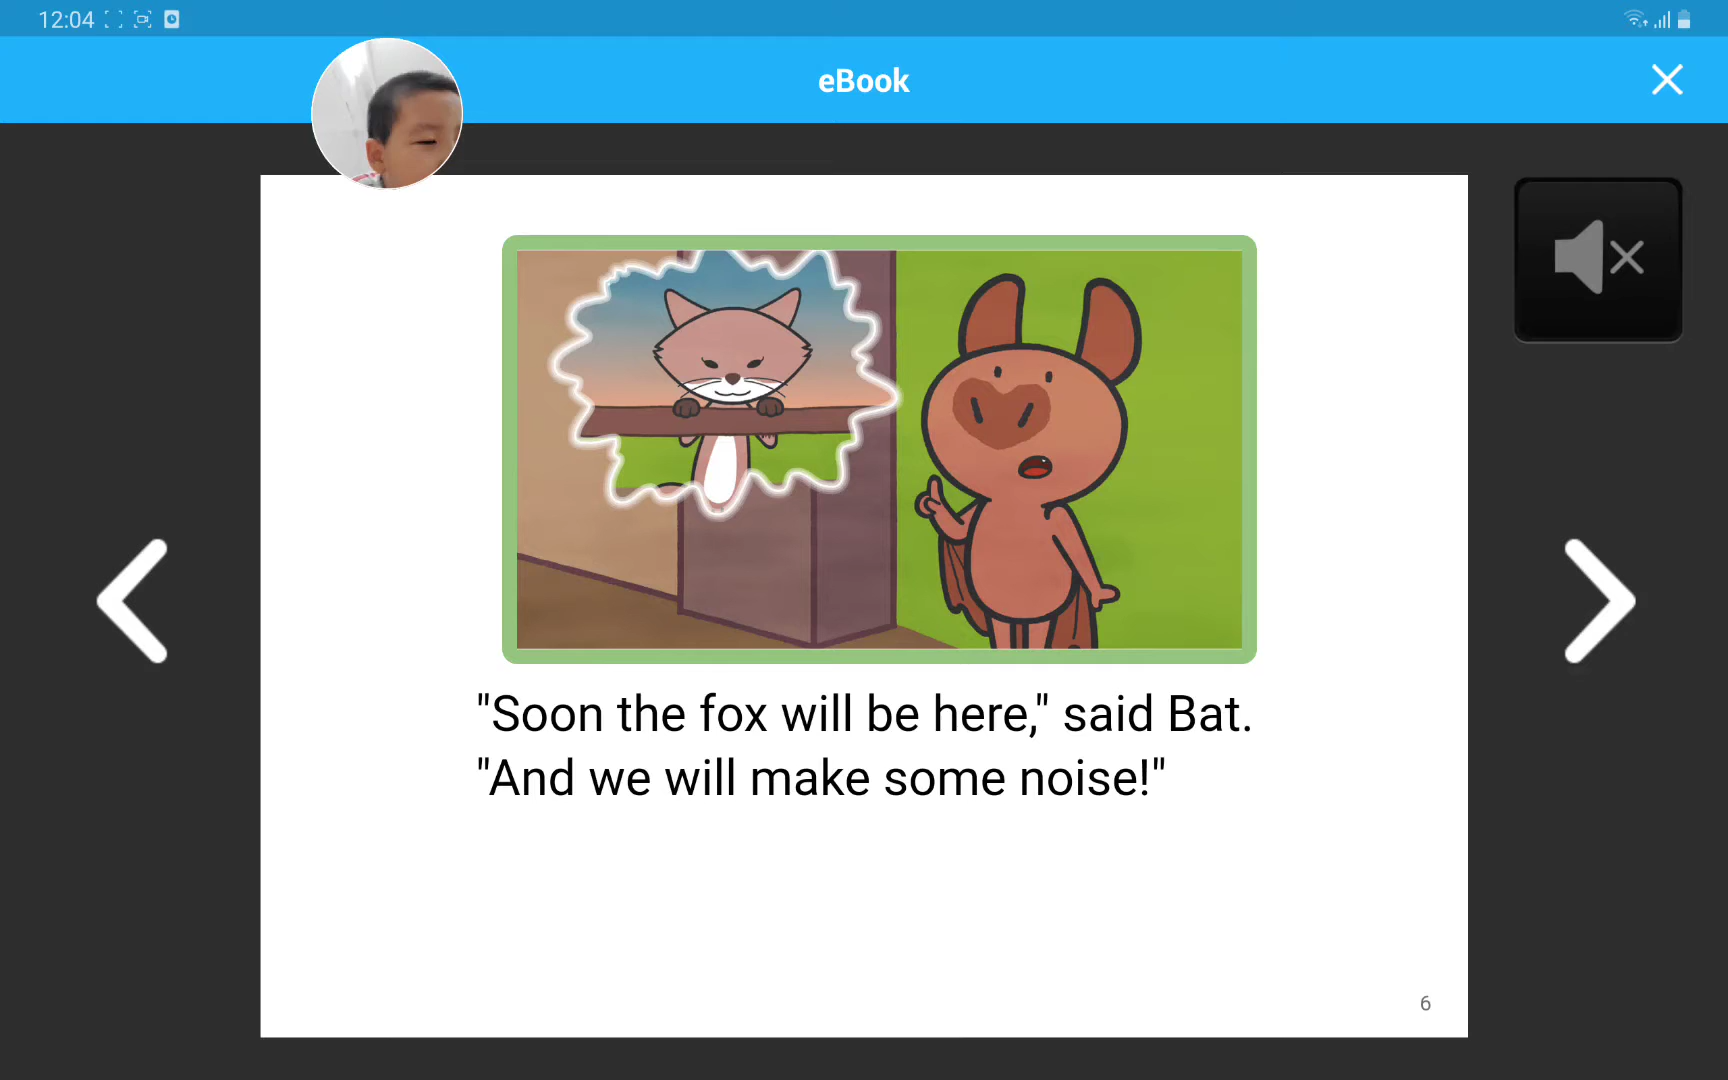 12:04
eBook
"Soon the fox will be here," said Bat.
"And we will make some noise!"
6